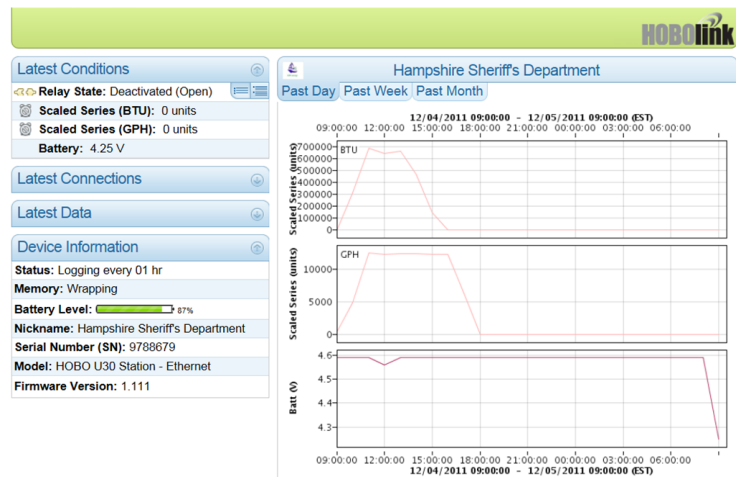 HOBOlink
Latest Conditions
Relay State: Deactivated (Open)
Scaled Series (BTU): 0 units
Scaled Series (GPH): 0 units
Battery: 4.25 V
Latest Connections
Latest Data
Device Information
Status: Logging every 01 hr
Memory: Wrapping
Battery Level: 87%
Nickname: Hampshire Sheriff's Department
Serial Number (SN): 9788679
Model: HOBO U30 Station - Ethernet
Firmware Version: 1.111
Hampshire Sheriff's Department
Past Day Past Week Past Month
12/04/2011 09:00:00 - 12/05/2011 09:00:00 (EST)
09:00:00 12:00:00 15:00:00 18:00:00 21:00:00 00:00:00 03:00:00 06:00:00
Scaled Series (units)
BTU
700000
600000
500000
400000
300000
200000
100000
0
Scaled Series (units)
GPH
10000
5000
0
Batt (V)
4.6
4.5
4.4
4.3
09:00:00 12:00:00 15:00:00 18:00:00 21:00:00 00:00:00 03:00:00 06:00:00
12/04/2011 09:00:00 - 12/05/2011 09:00:00 (EST)